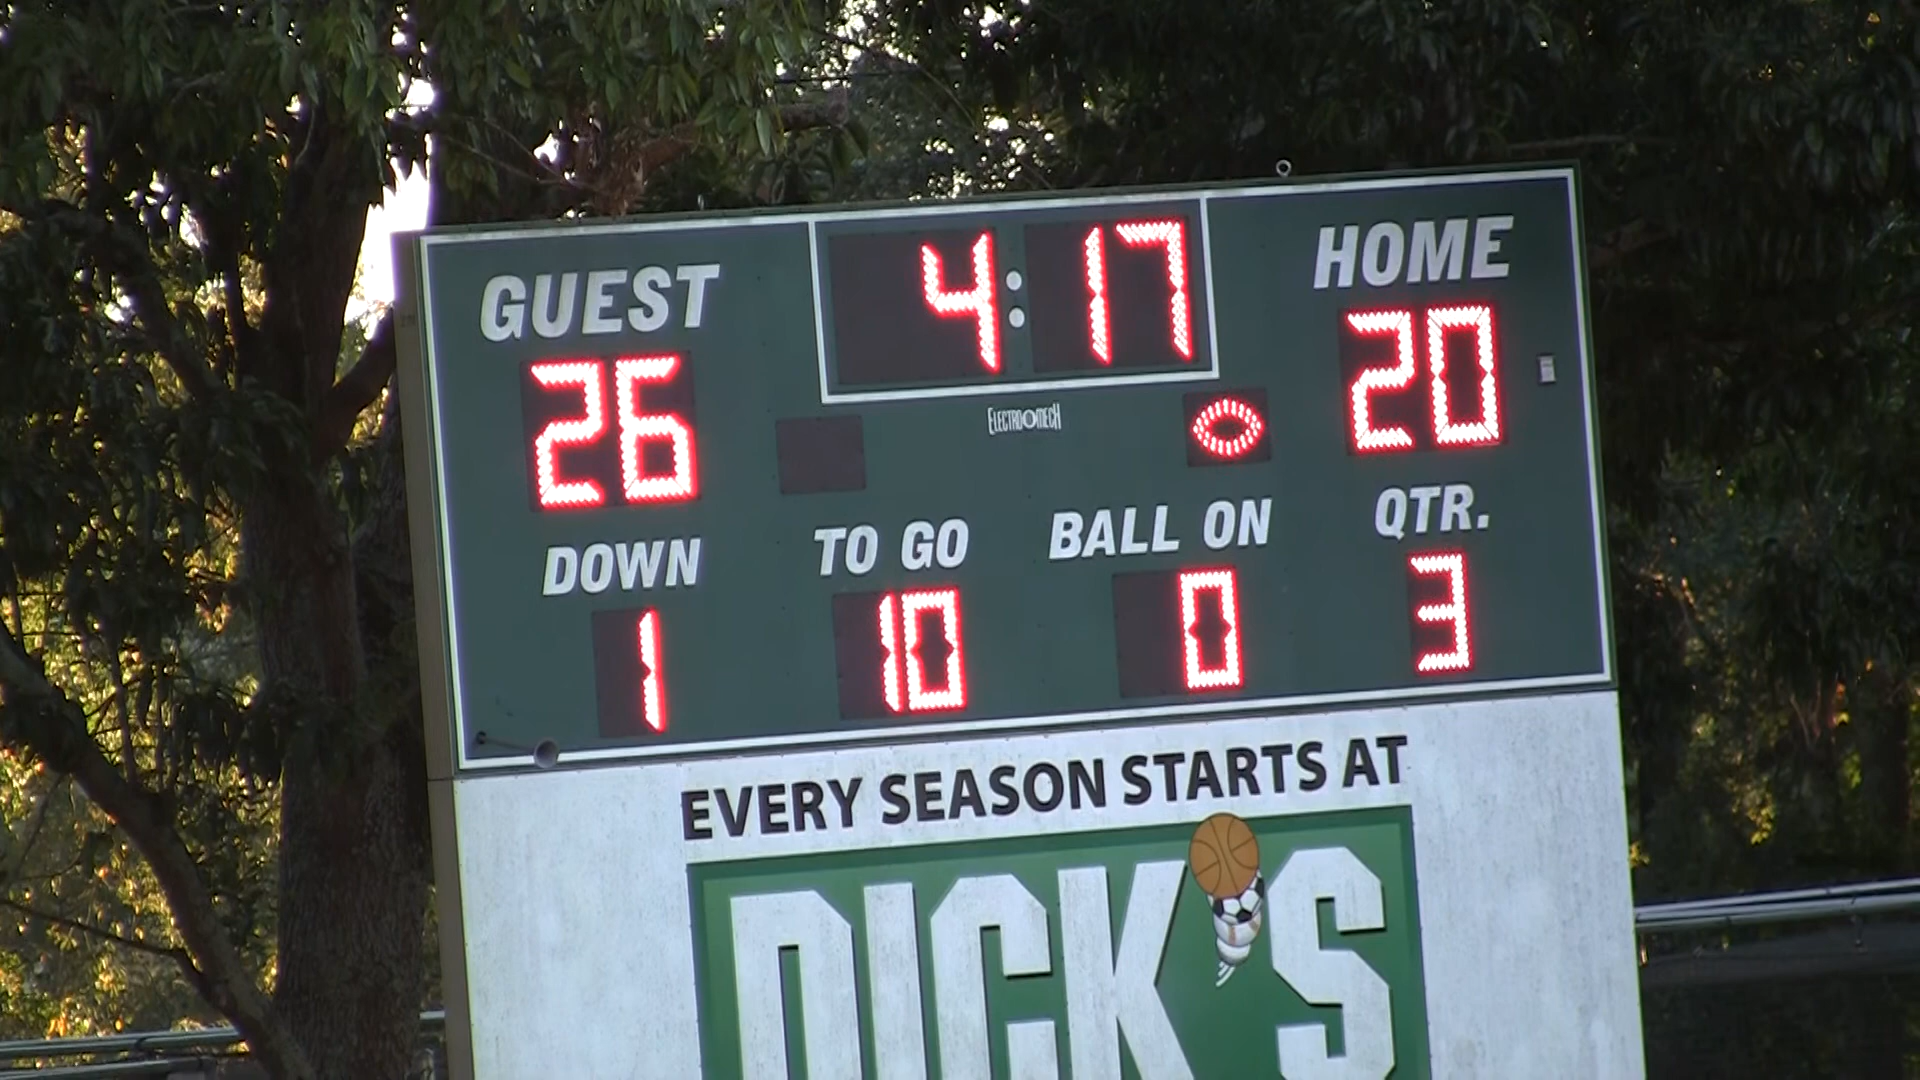 4:17
GUEST
HOME
26
20
ELECTRO-MECH
DOWN
TO GO
BALL ON
QTR.
1
10
0
3
EVERY SEASON STARTS AT
DICK'S